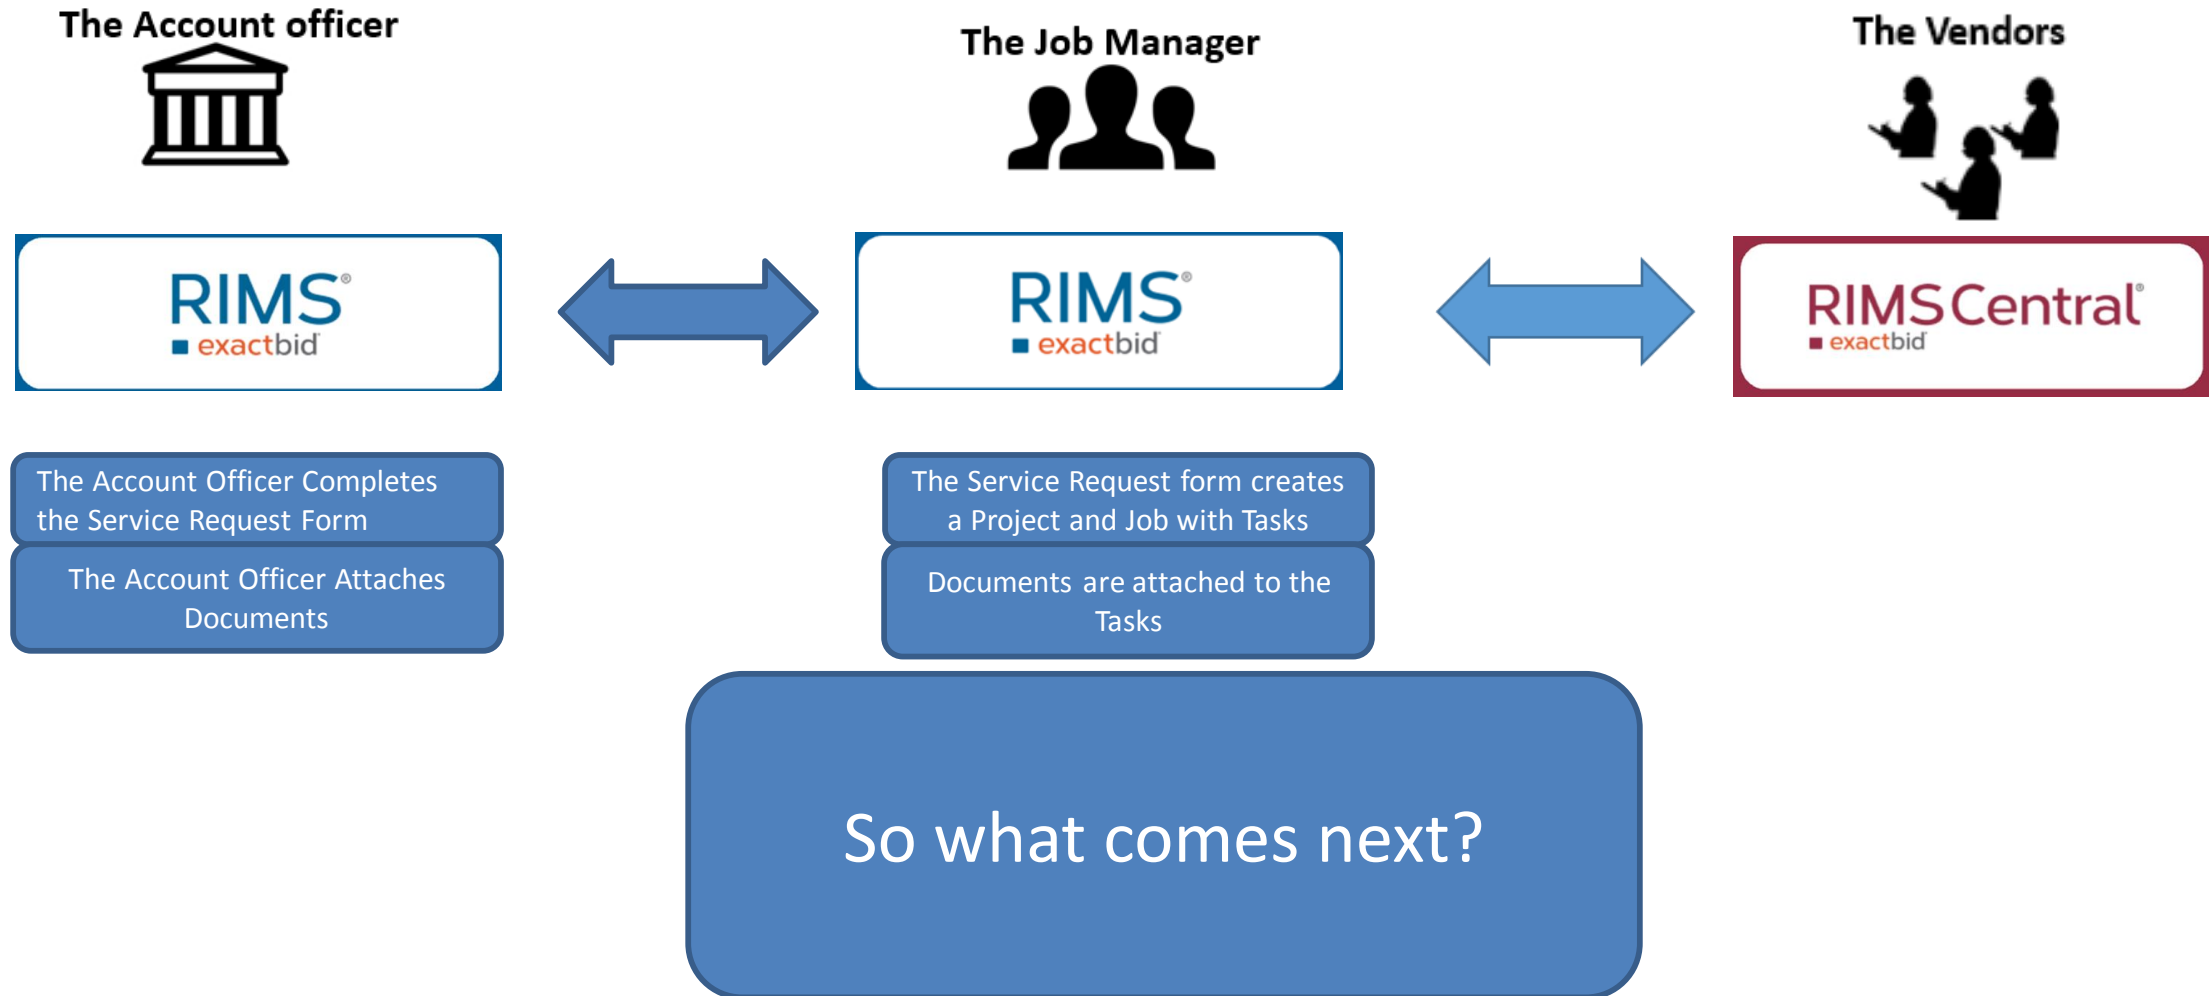 The Account officer
The Job Manager
The Vendors
RIMS®
exactbid
RIMS®
exactbid
RIMSCentral®
exactbid
The Account Officer Completes
the Service Request Form
The Account Officer Attaches
Documents
The Service Request form creates
a Project and Job with Tasks
Documents are attached to the
Tasks
So what comes next?